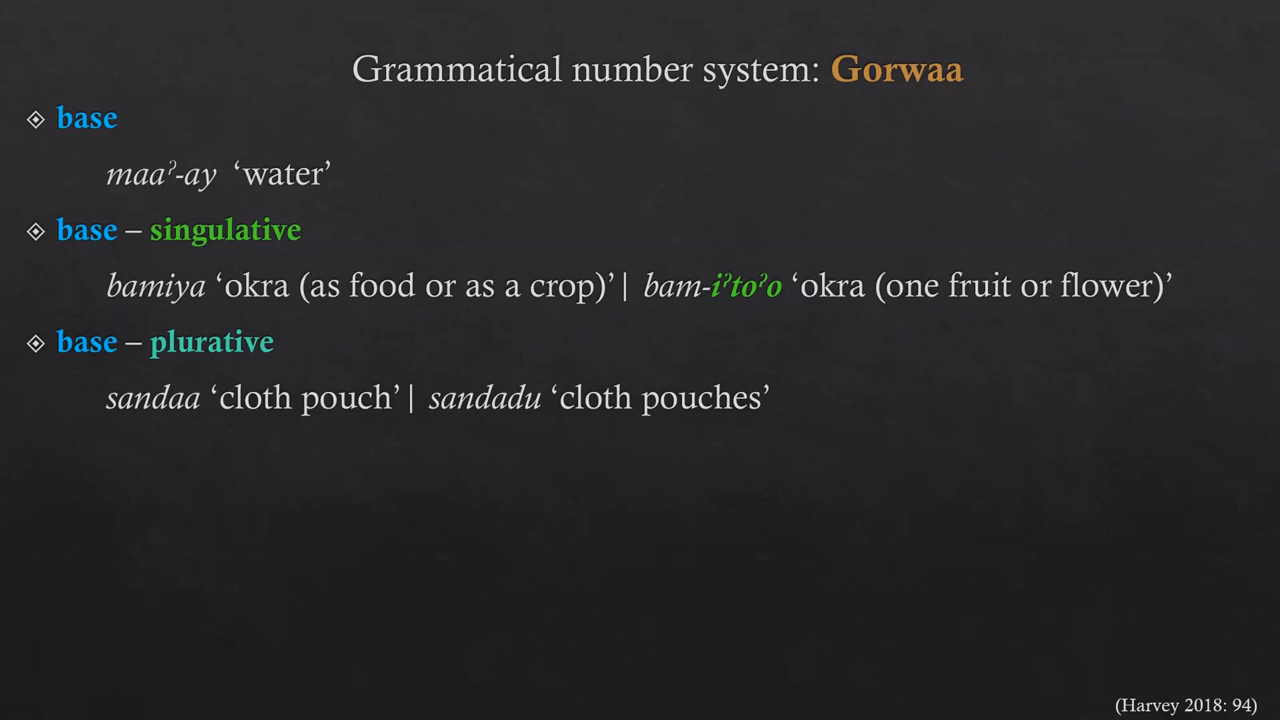 Grammatical number system: Gorwaa
base
maaˀ-ay ‘water’
base – singulative
bamiya ‘okra (as food or as a crop)’ | bam-iˀtoˀo ‘okra (one fruit or flower)’
base – plurative
sandaa ‘cloth pouch’ | sandadu ‘cloth pouches’
(Harvey 2018: 94)